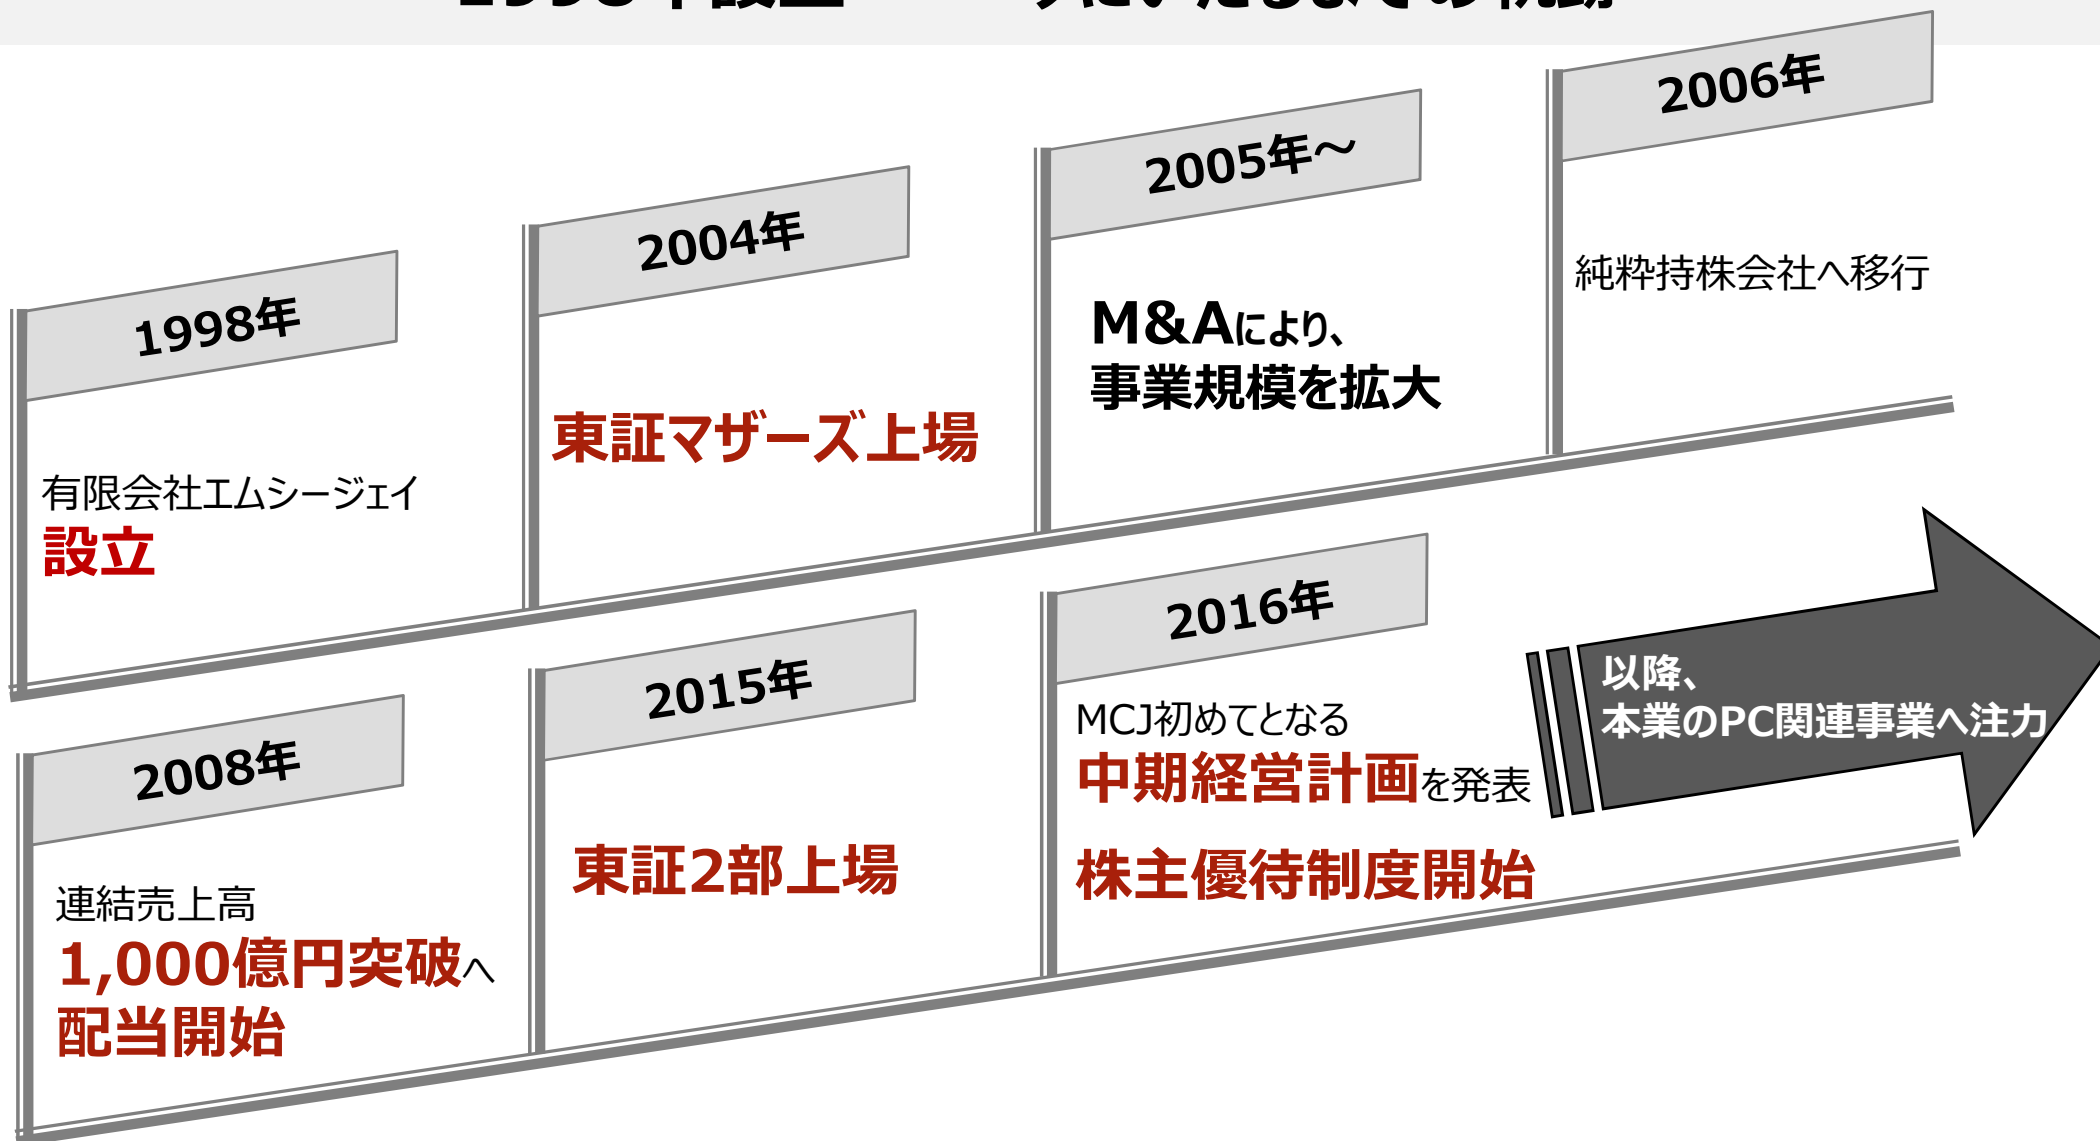 1998年
有限会社エムシージェイ
設立
2004年
東証マザーズ上場
2005年～
M&Aにより、
事業規模を拡大
2006年
純粋持株会社へ移行
2008年
連結売上高
1,000億円突破へ
配当開始
2015年
東証2部上場
2016年
MCJ初めてとなる
中期経営計画を発表
株主優待制度開始
以降、
本業のPC関連事業へ注力